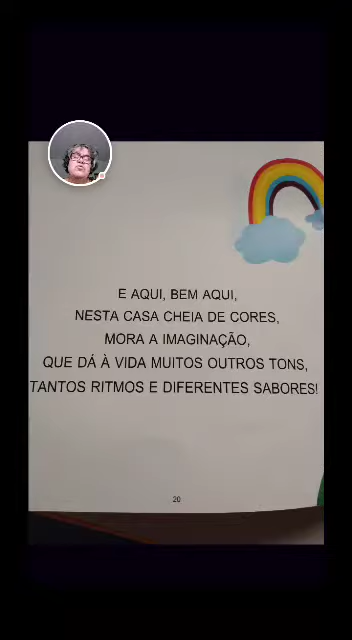 E AQUI, BEM AQUI,
NESTA CASA CHEIA DE CORES,
MORA A IMAGINAÇÃO,
QUE DÁ À VIDA MUITOS OUTROS TONS,
TANTOS RITMOS E DIFERENTES SABORES!
20